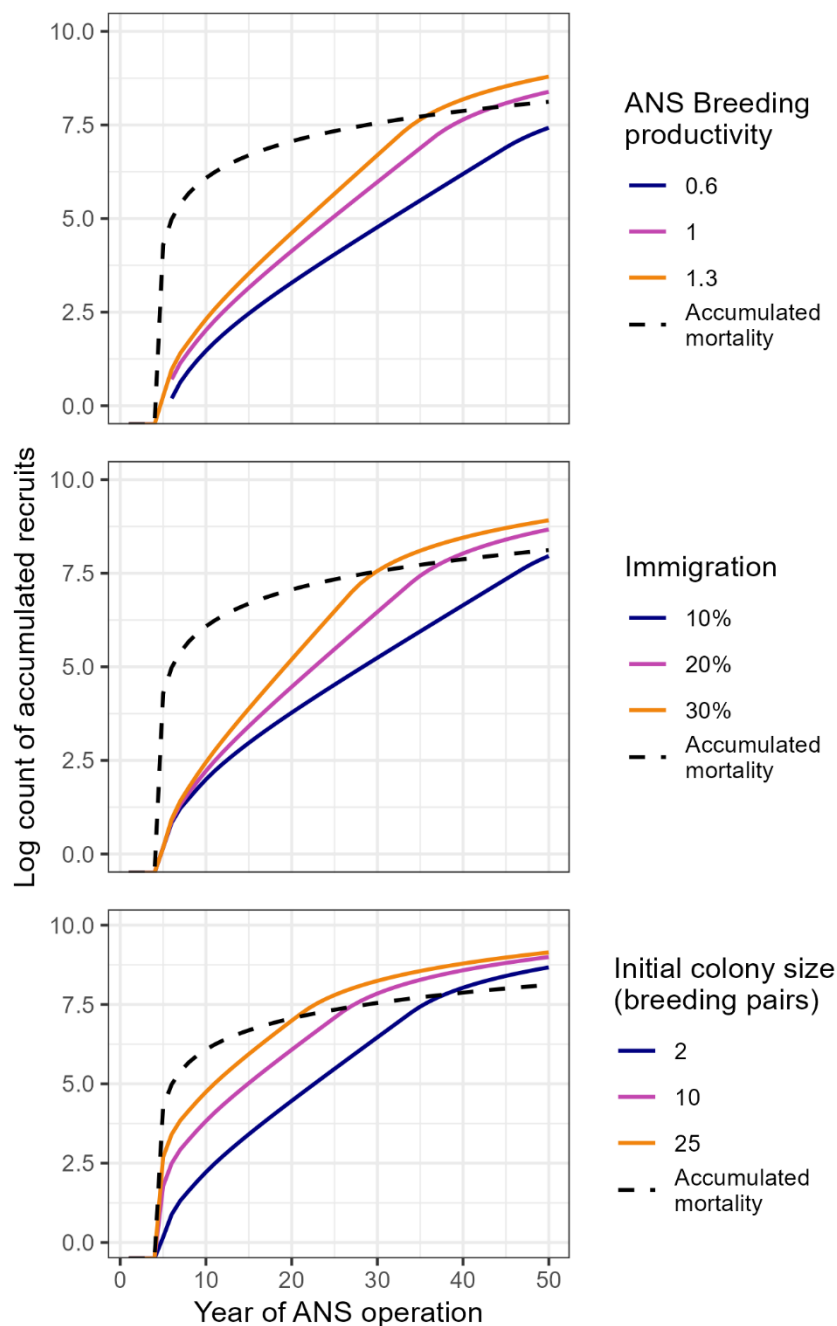 10.0
7.5
5.0
2.5
0.0
ANS Breeding
productivity
0.6
1
1.3
Accumulated
mortality
Log count of accumulated recruits
10.0
7.5
5.0
2.5
0.0
Immigration
10%
20%
30%
Accumulated
mortality
10.0
7.5
5.0
2.5
0.0
0 10 20 30 40 50
Year of ANS operation
Initial colony size
(breeding pairs)
2
10
25
Accumulated
mortality